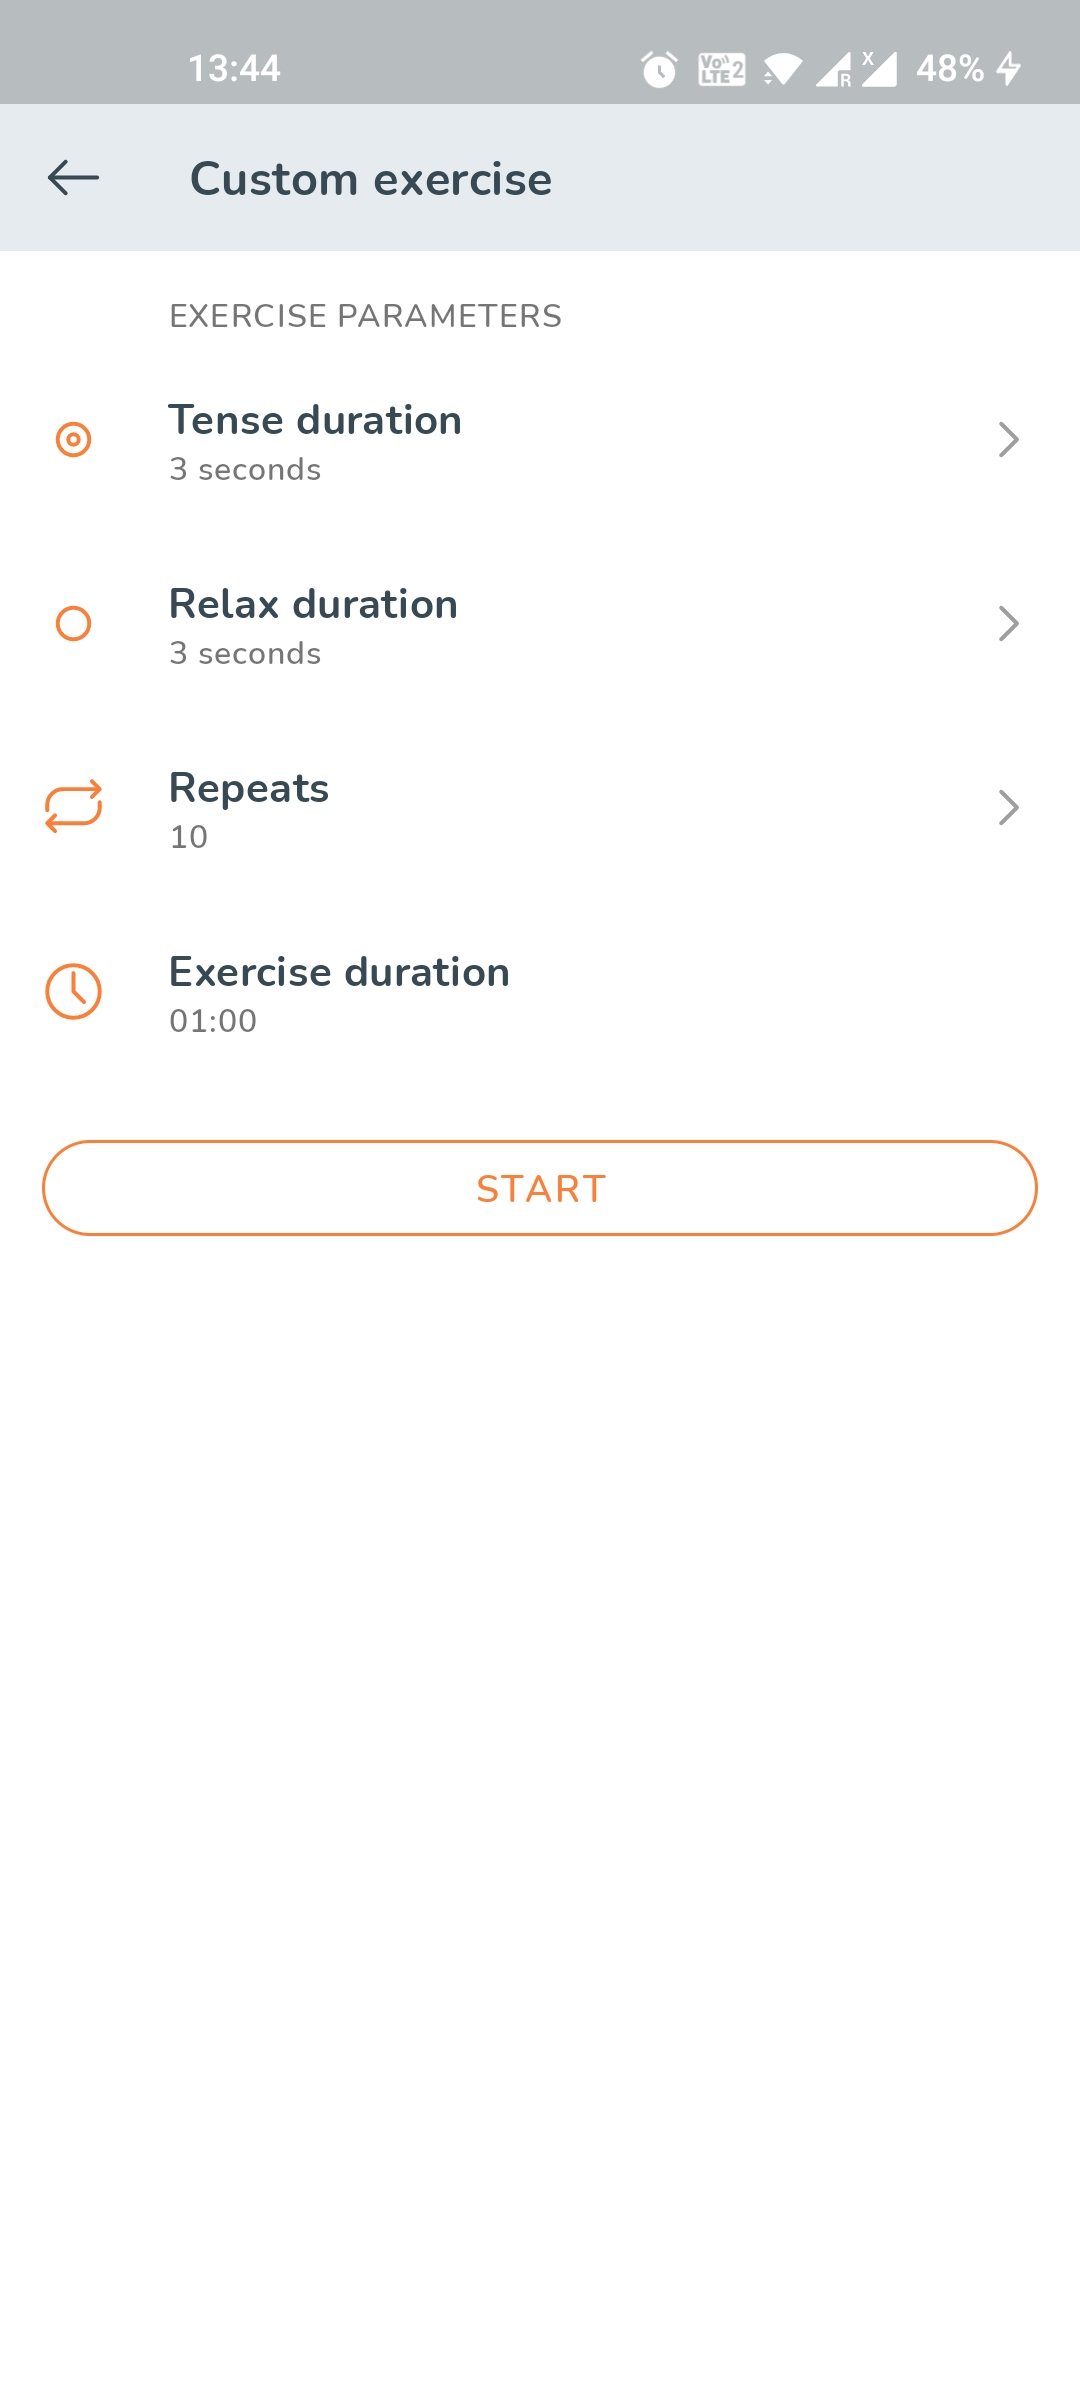 13:44
Vo)) LTE 2 R X 48%
Custom exercise
EXERCISE PARAMETERS
Tense duration
3 seconds
Relax duration
3 seconds
Repeats
10
Exercise duration
01:00
START